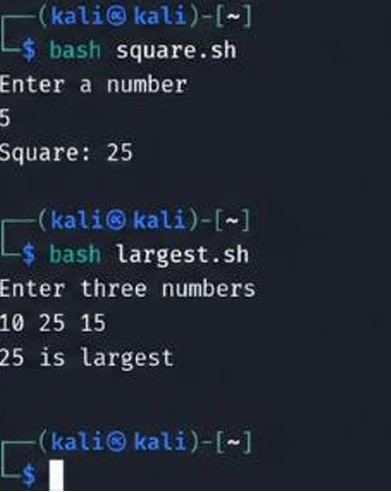 ┌──(kali㉿kali)-[~]
└─$ bash square.sh
Enter a number
5
Square: 25
┌──(kali㉿kali)-[~]
└─$ bash largest.sh
Enter three numbers
10 25 15
25 is largest
┌──(kali㉿kali)-[~]
└─$